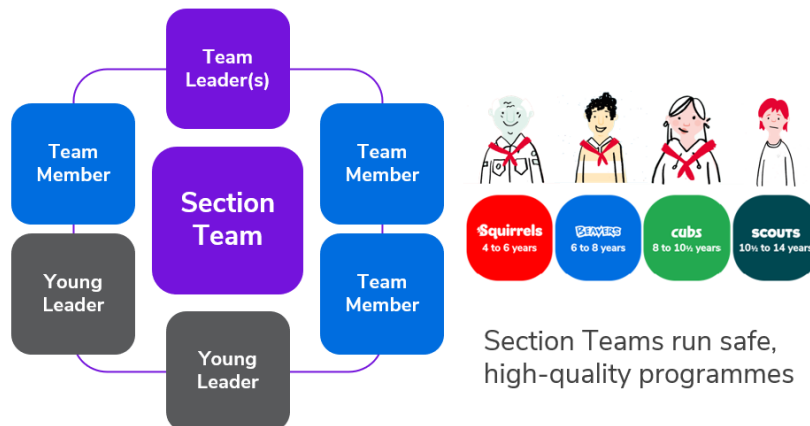 Team
Leader(s)
Team
Member
Team
Member
Section
Team
Young
Leader
Team
Member
Young
Leader
Squirrels
4 to 6 years
BEAVERS
6 to 8 years
cubs
8 to 10½ years
SCOUTS
10½ to 14 years
Section Teams run safe,
high-quality programmes